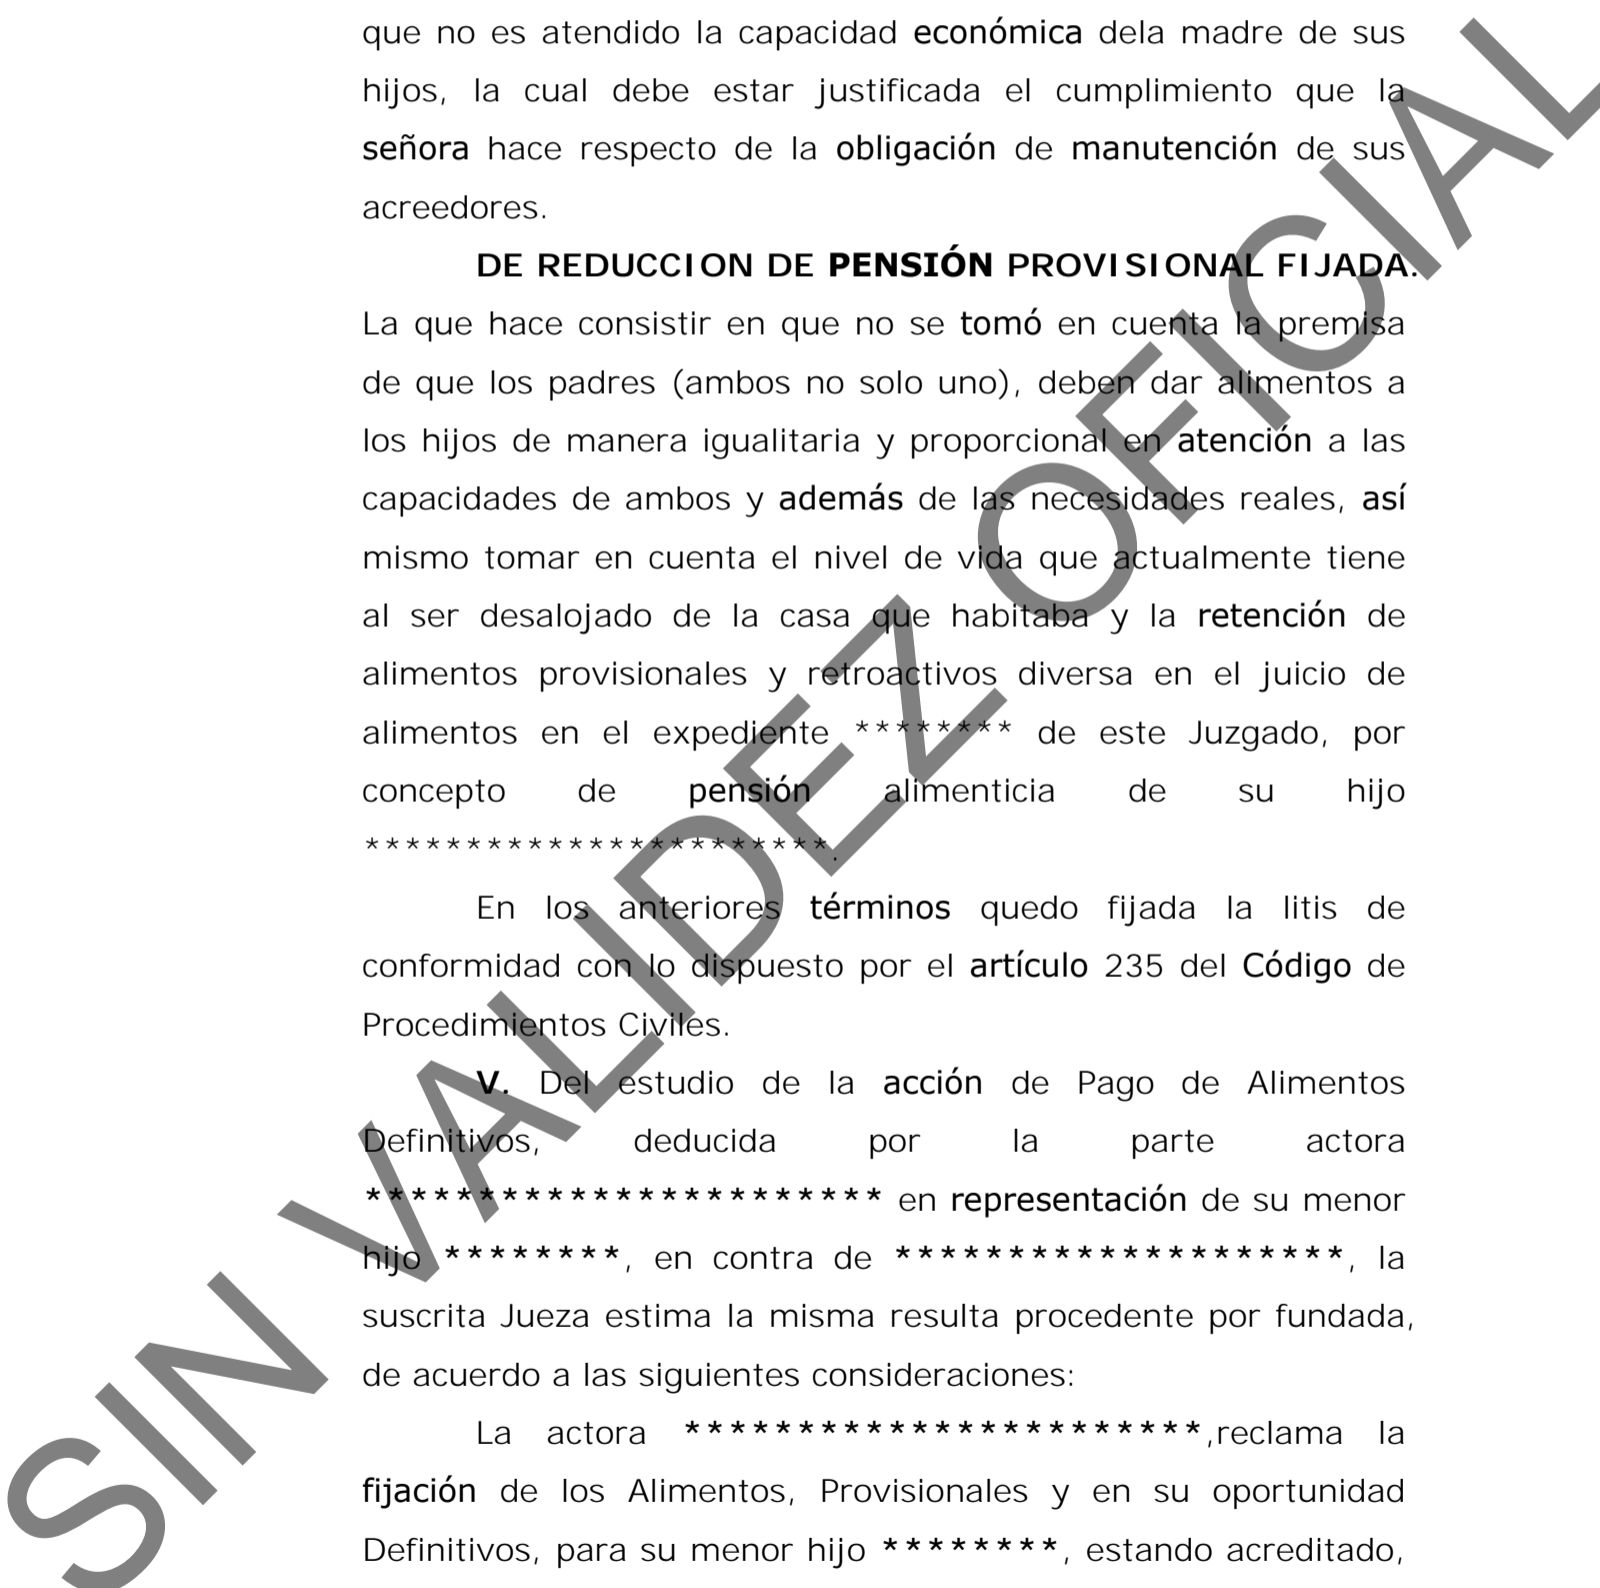 que no es atendido la capacidad económica dela madre de sus
hijos, la cual debe estar justificada el cumplimiento que la
señora hace respecto de la obligación de manutención de sus
acreedores.
DE REDUCCION DE PENSIÓN PROVISIONAL FIJADA.
La que hace consistir en que no se tomó en cuenta la premisa
de que los padres (ambos no solo uno), deben dar alimentos a
los hijos de manera igualitaria y proporcional en atención a las
capacidades de ambos y además de las necesidades reales, así
mismo tomar en cuenta el nivel de vida que actualmente tiene
al ser desalojado de la casa que habitaba y la retención de
alimentos provisionales y retroactivos diversa en el juicio de
alimentos en el expediente ******** de este Juzgado, por
concepto de pensión alimenticia de su hijo
***********************.
En los anteriores términos quedo fijada la litis de
conformidad con lo dispuesto por el artículo 235 del Código de
Procedimientos Civiles.
V. Del estudio de la acción de Pago de Alimentos
Definitivos, deducida por la parte actora
*********************** en representación de su menor
hijo ********, en contra de ********************, la
suscrita Jueza estima la misma resulta procedente por fundada,
de acuerdo a las siguientes consideraciones:
La actora ***********************,reclama la
fijación de los Alimentos, Provisionales y en su oportunidad
Definitivos, para su menor hijo ********, estando acreditado,
SIN VALIDEZ OFICIAL